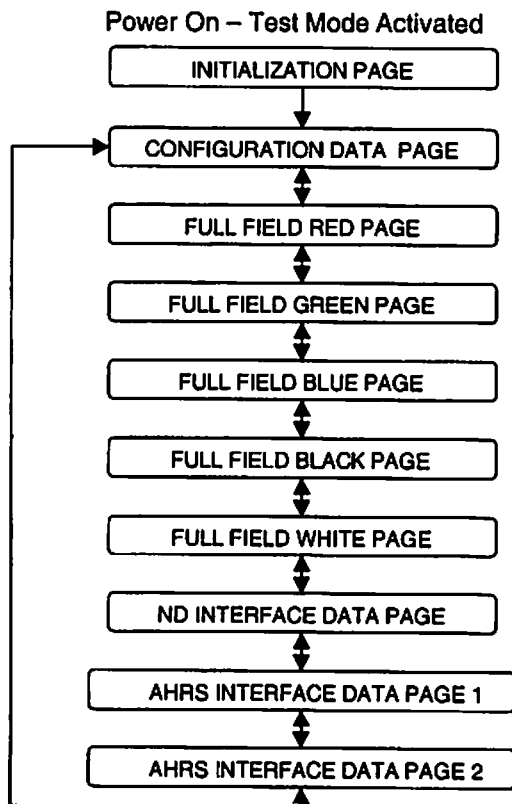 Power On – Test Mode Activated
INITIALIZATION PAGE
CONFIGURATION DATA PAGE
FULL FIELD RED PAGE
FULL FIELD GREEN PAGE
FULL FIELD BLUE PAGE
FULL FIELD BLACK PAGE
FULL FIELD WHITE PAGE
ND INTERFACE DATA PAGE
AHRS INTERFACE DATA PAGE 1
AHRS INTERFACE DATA PAGE 2